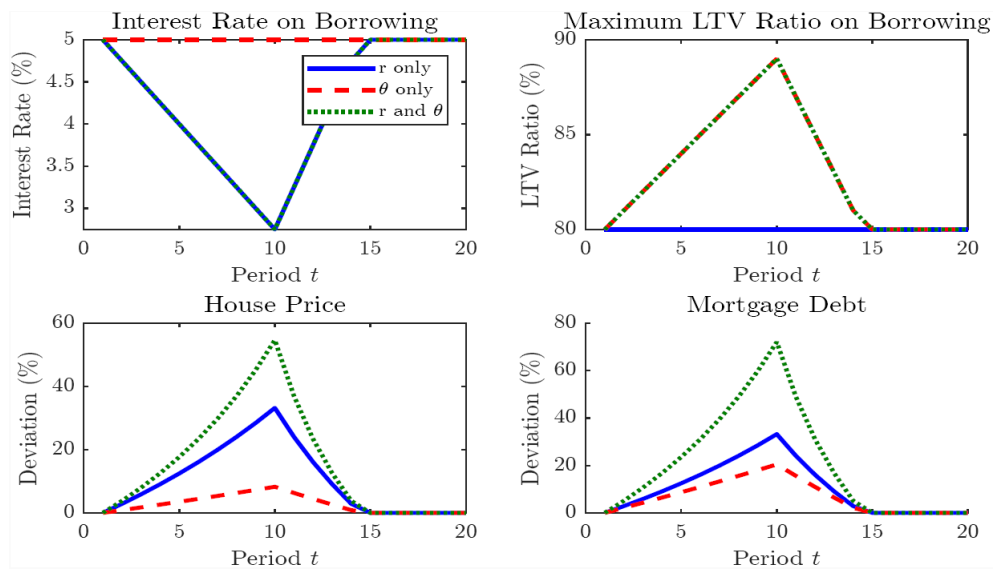 Interest Rate on Borrowing
Interest Rate (%)
5
4.5
4
3.5
3
0
5
10
15
20
Period t
r only
θ only
r and θ
Maximum LTV Ratio on Borrowing
LTV Ratio (%)
90
85
80
0
5
10
15
20
Period t
House Price
Deviation (%)
60
40
20
0
0
5
10
15
20
Period t
Mortgage Debt
Deviation (%)
80
60
40
20
0
0
5
10
15
20
Period t